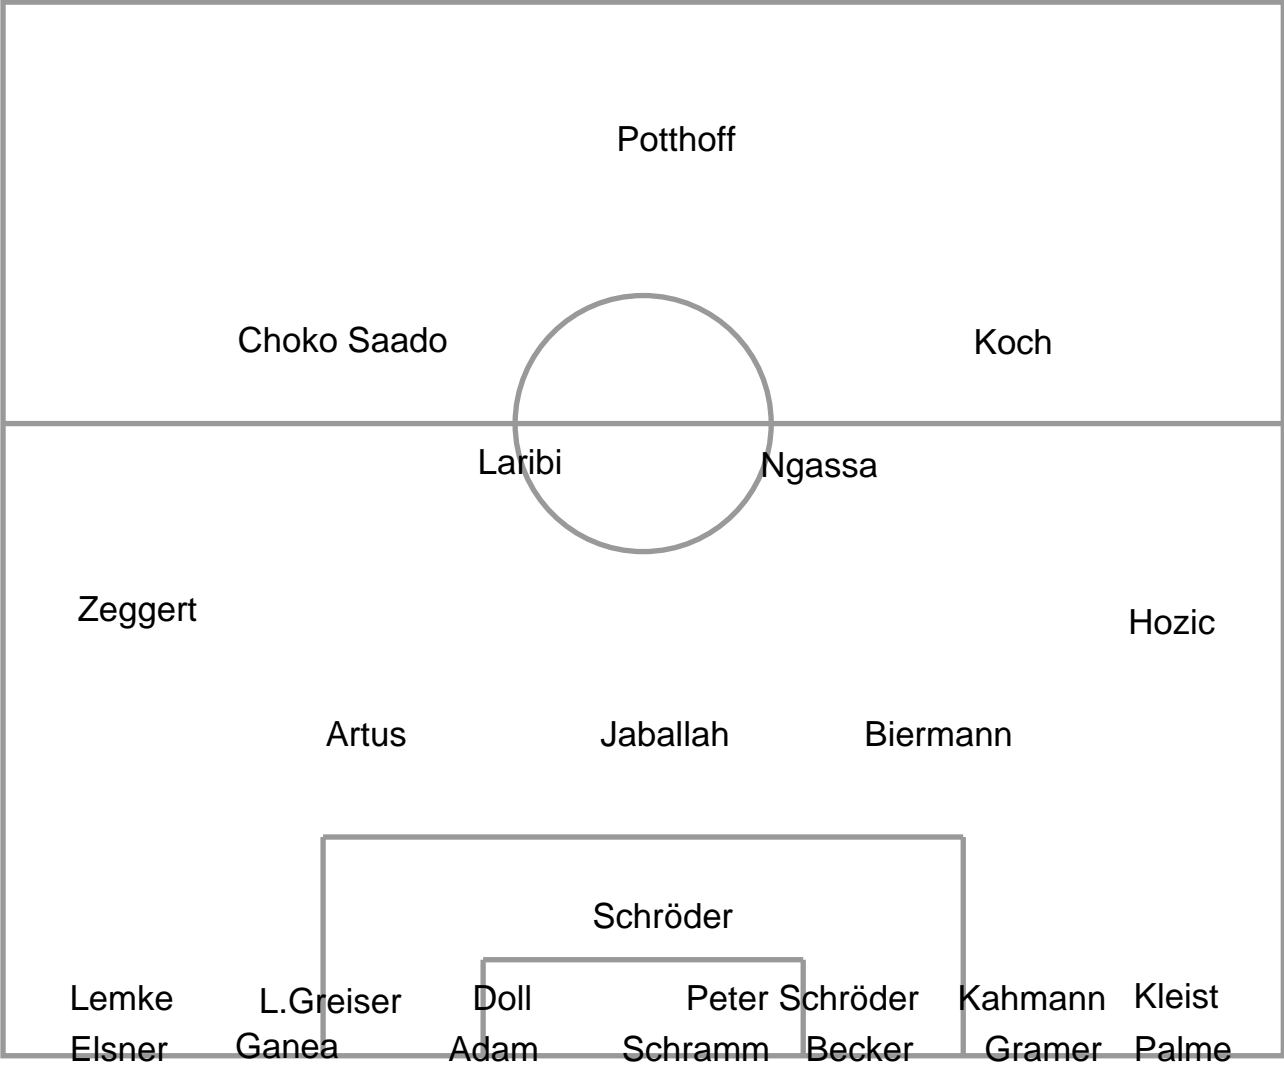 Potthoff
Choko Saado
Koch
Laribi
Ngassa
Zeggert
Hozic
Artus
Jaballah
Biermann
Schröder
Lemke
L.Greiser
Doll
Peter Schröder
Kahmann
Kleist
Elsner
Ganea
Adam
Schramm
Becker
Gramer
Palme